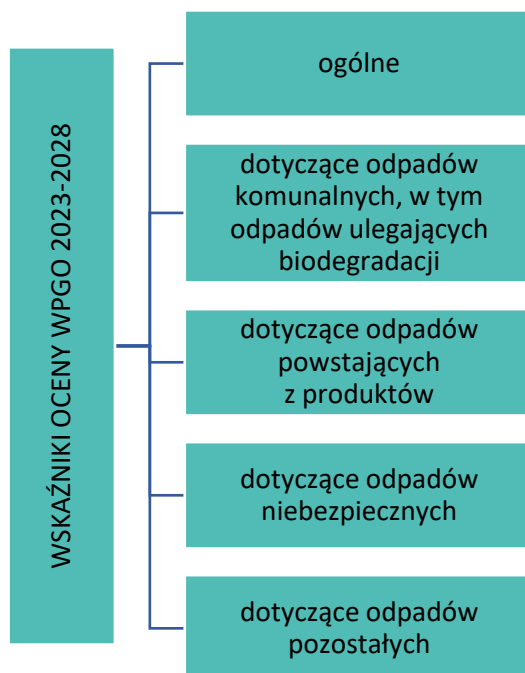 WSKAŹNIKI OCENY WPGO 2023-2028
ogólne
dotyczące odpadów
komunalnych, w tym
odpadów ulegających
biodegradacji
dotyczące odpadów
powstających
z produktów
dotyczące odpadów
niebezpiecznych
dotyczące odpadów
pozostałych